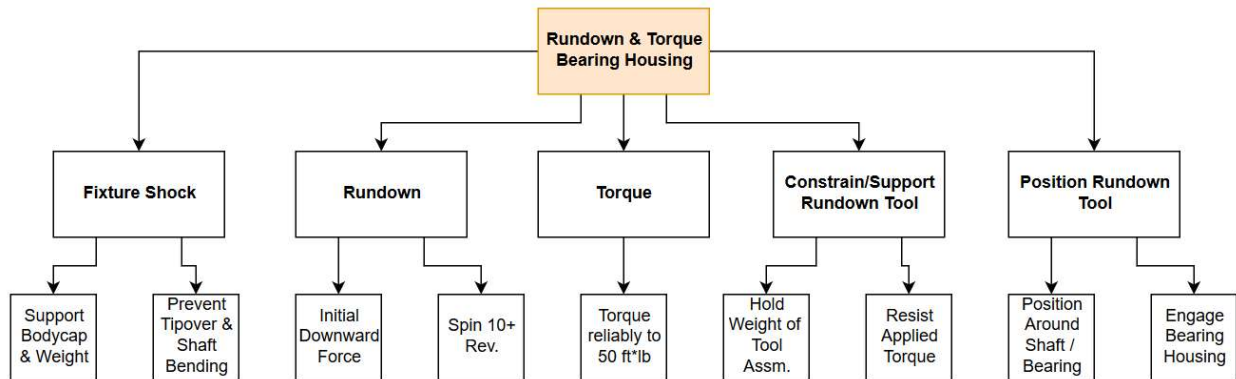 Rundown & Torque
Bearing Housing
Fixture Shock
Rundown
Torque
Constrain/Support
Rundown Tool
Position Rundown
Tool
Support
Bodycap
& Weight
Prevent
Tipover &
Shaft
Bending
Initial
Downward
Force
Spin 10+
Rev.
Torque
reliably to
50 ft*lb
Hold
Weight of
Tool
Assm.
Resist
Applied
Torque
Position
Around
Shaft /
Bearing
Engage
Bearing
Housing